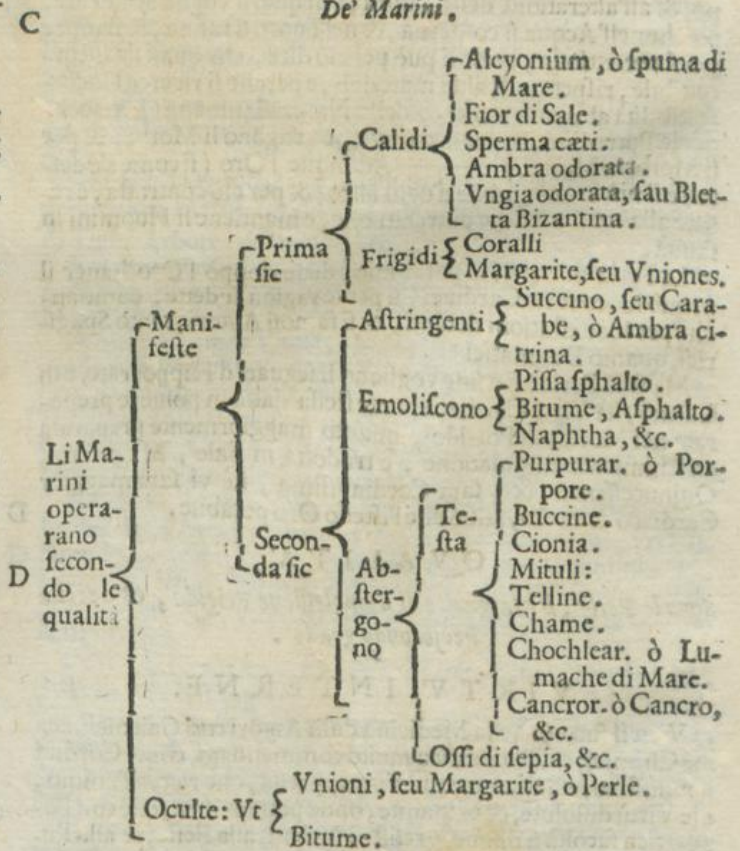 De' Marini.
C
Alcyonium, ò ſpuma di
Mare.
Fior di Sale.
Sperma cæti.
Ambra odorata.
Vngia odorata, ſau Blet-
ta Bizantina.
Calidi
Frigidi
Coralli
Margarite, ſeu Vniones.
Prima
ſic
Mani-
feſte
Aſtringenti
Succino, ſeu Cara-
be, ò Ambra ci-
trina.
Emoliſcono
Piſſa ſphalto.
Bitume, Aſphalto.
Naphtha, &c.
Li Ma-
rini
opera-
rano
ſecon-
do le
qualità
D
Secon-
da ſic
Ab-
ſter-
go-
no
Te-
ſta
Purpurar. ò Por-
pore.
Buccine.
Cionia.
Mituli:
Telline.
Chame.
Chochlear. ò Lu-
mache di Mare.
Cancror. ò Cancro,
&c.
Oſſi di ſepia, &c.
Oculte: Vt
Vnioni, ſeu Margarite, ò Perle.
Bitume.